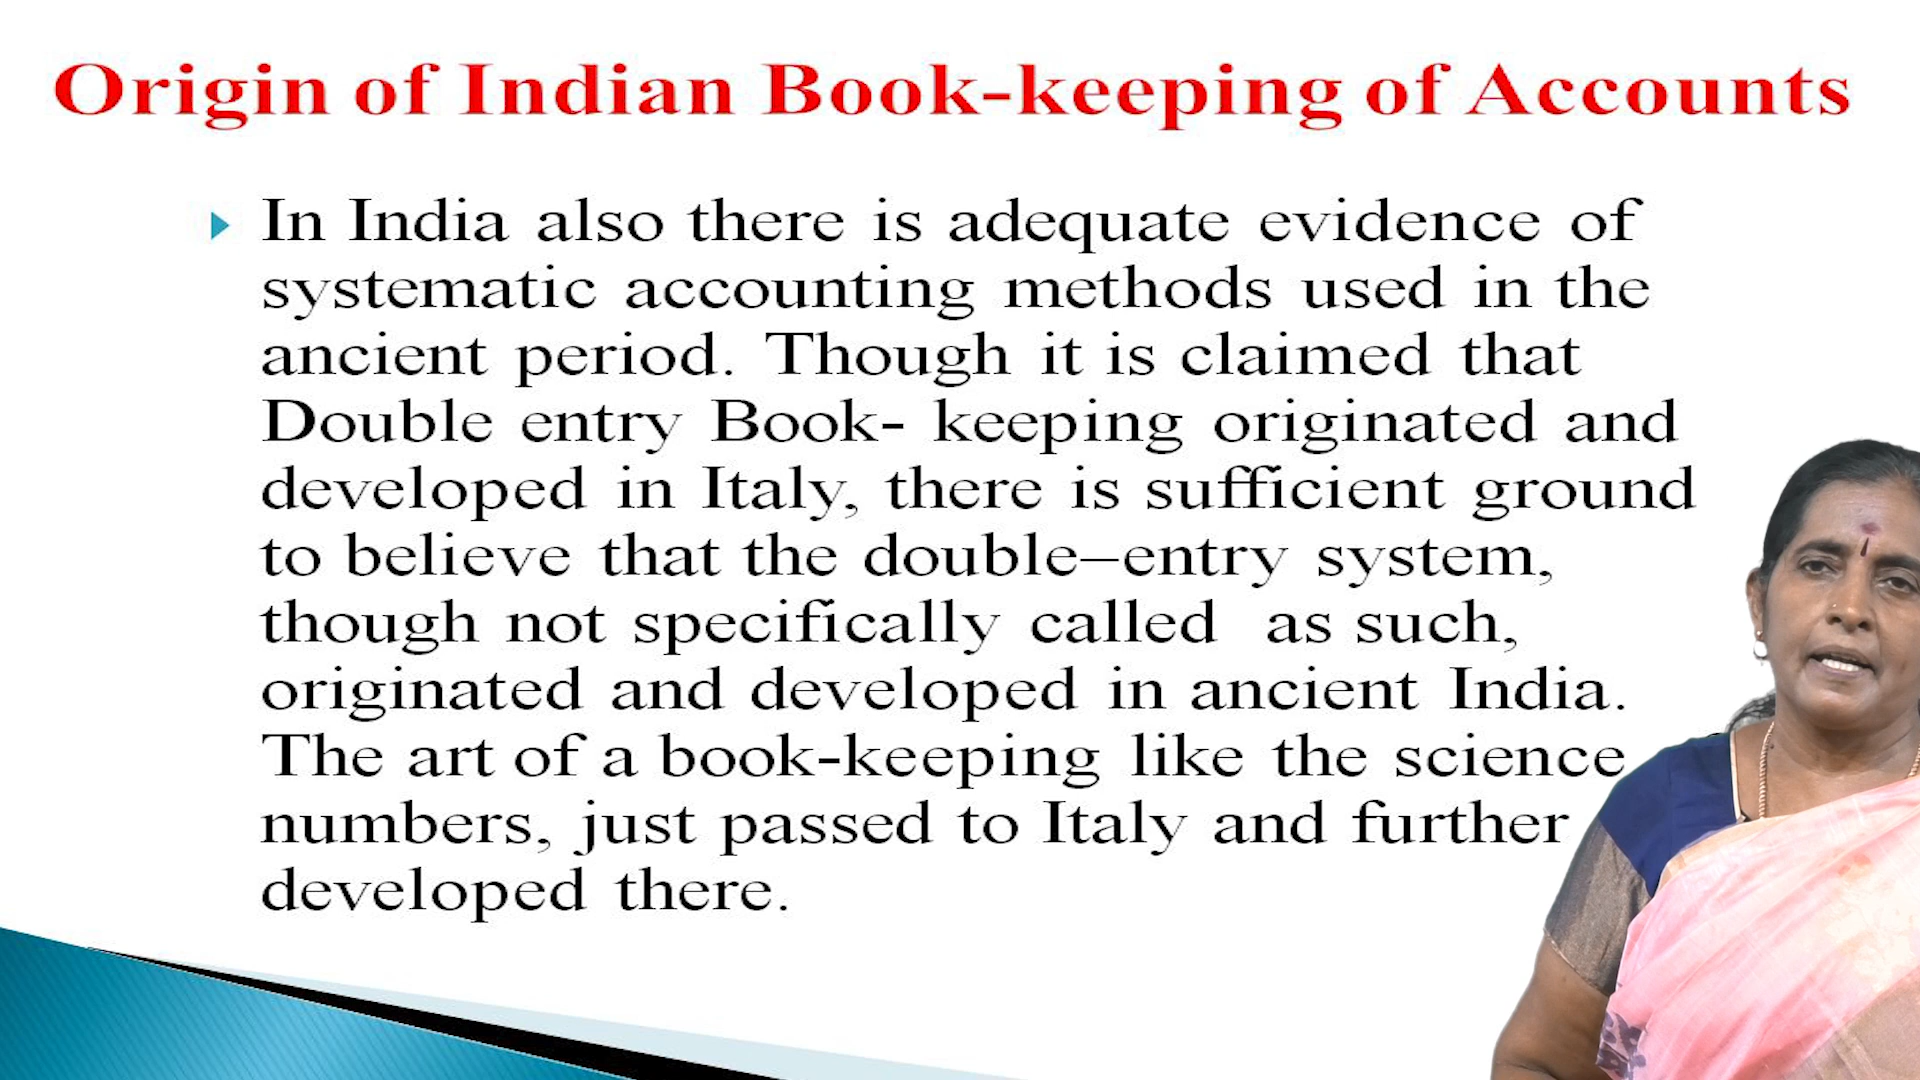 Origin of Indian Book-keeping of Accounts
In India also there is adequate evidence of
systematic accounting methods used in the
ancient period. Though it is claimed that
Double entry Book- keeping originated and
developed in Italy, there is sufficient ground
to believe that the double–entry system,
though not specifically called as such,
originated and developed in ancient India.
The art of a book-keeping like the science
numbers, just passed to Italy and further
developed there.